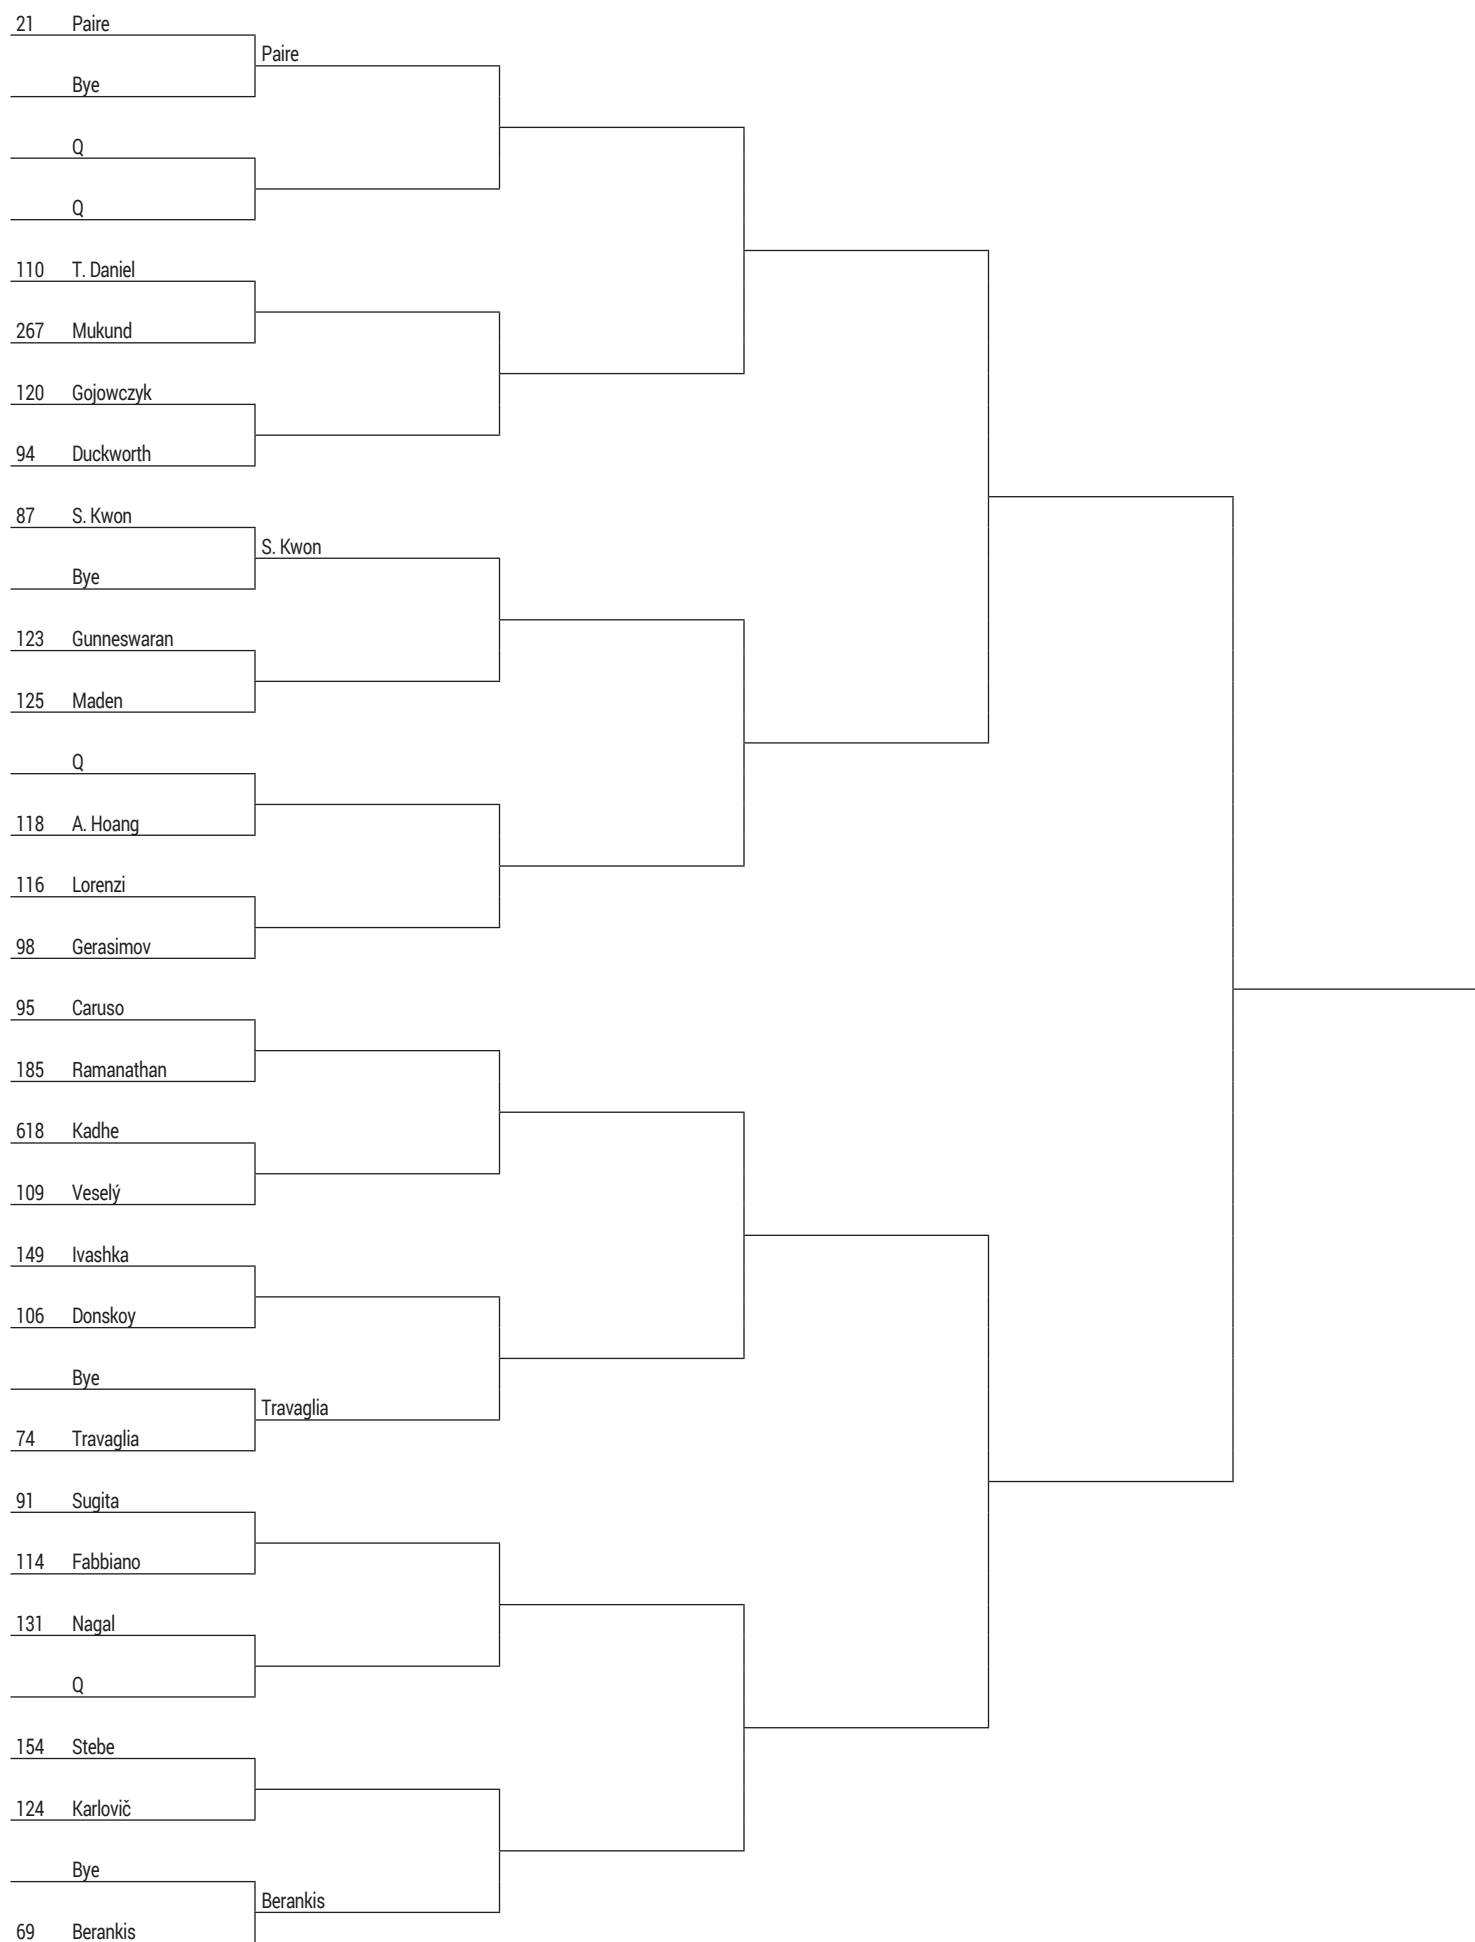 21 Paire
Paire
Bye
Q
Q
110 T. Daniel
267 Mukund
120 Gojowczyk
94 Duckworth
87 S. Kwon
S. Kwon
Bye
123 Gunneswaran
125 Maden
Q
118 A. Hoang
116 Lorenzi
98 Gerasimov
95 Caruso
185 Ramanathan
618 Kadhe
109 Veselý
149 Ivashka
106 Donskoy
Bye
Travaglia
74 Travaglia
91 Sugita
114 Fabbiano
131 Nagal
Q
154 Stebe
124 Karlovič
Bye
Berankis
69 Berankis